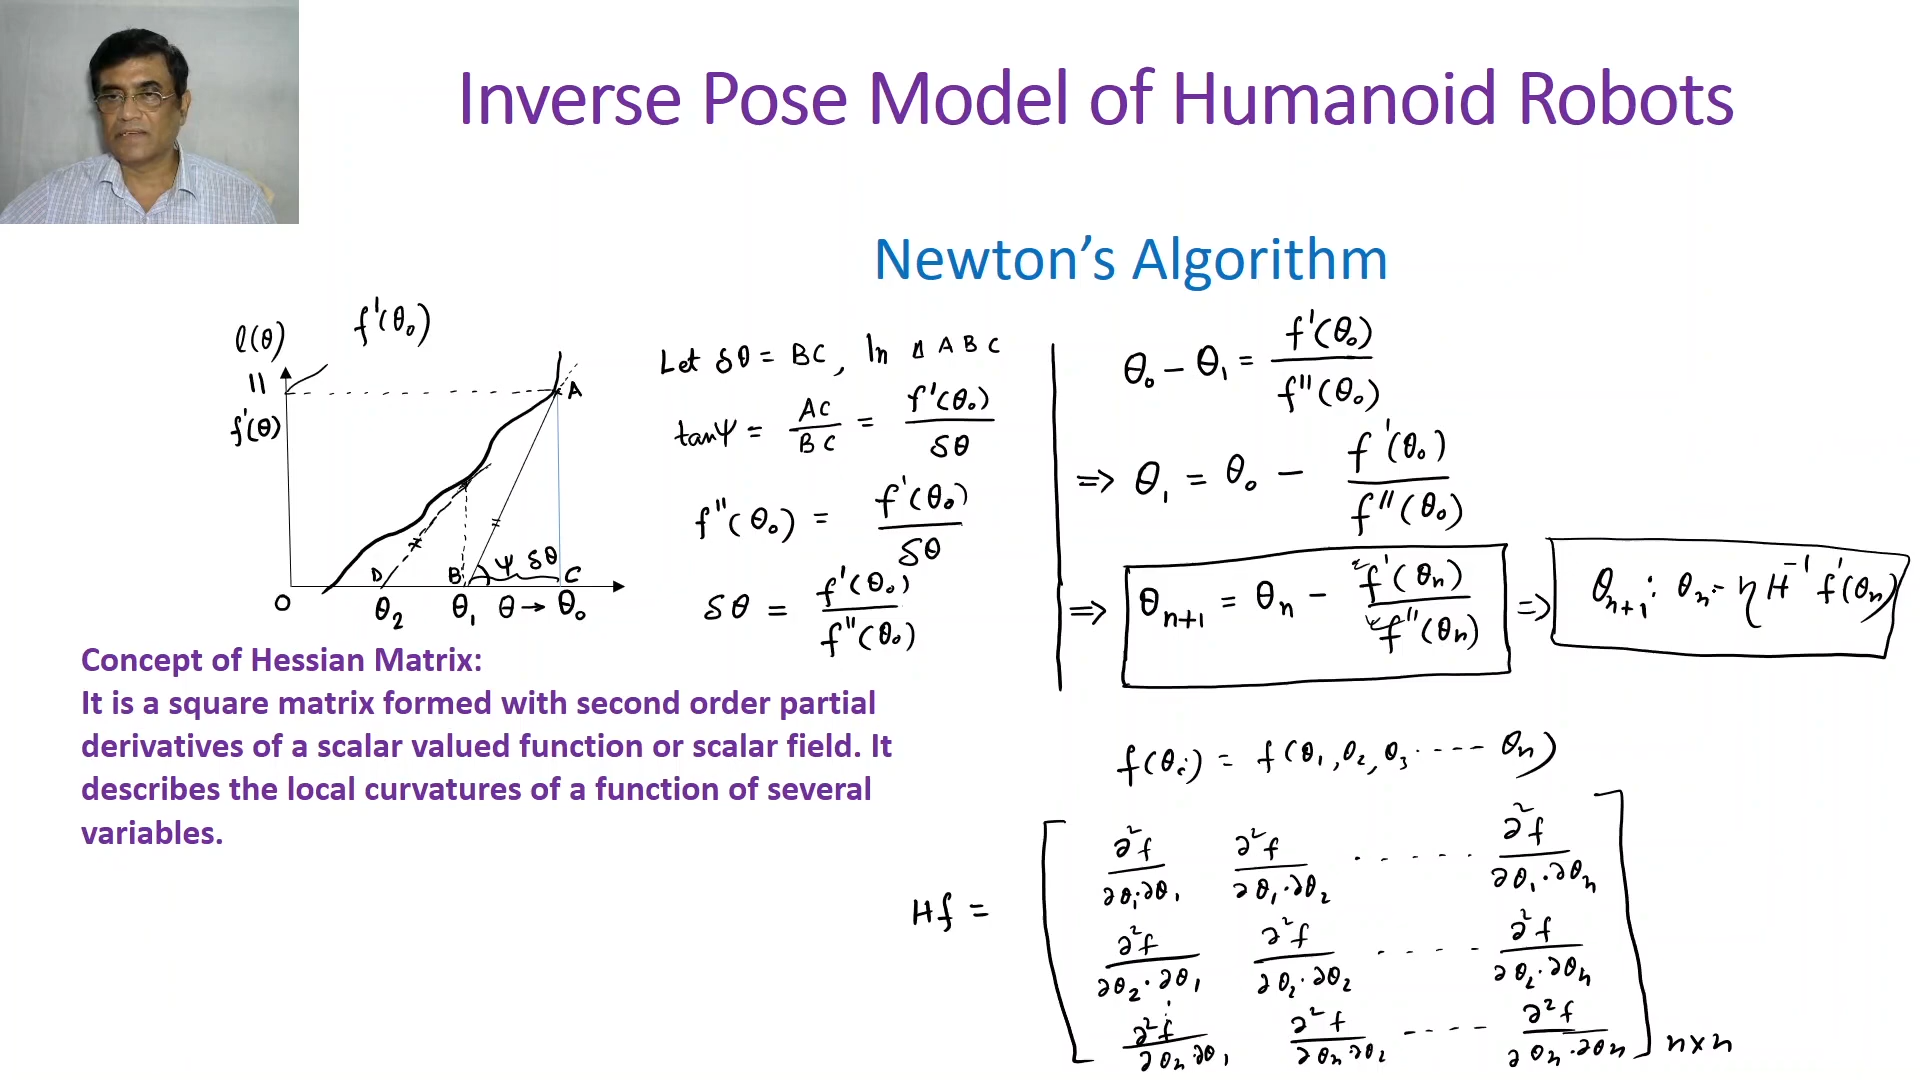 Inverse Pose Model of Humanoid Robots
Newton's Algorithm
l(θ)
f'(θ₀)
||
f'(θ)
A
D
B
ψ δθ
C
O
θ₂
θ₁
θ →
θ₀
Let δθ = BC, In Δ ABC
tanψ = AC/BC = f'(θ₀)/δθ
f''(θ₀) = f'(θ₀)/δθ
δθ = f'(θ₀)/f''(θ₀)
θ₀ - θ₁ = f'(θ₀)/f''(θ₀)
⇒ θ₁ = θ₀ - f'(θ₀)/f''(θ₀)
⇒ θₙ₊₁ = θₙ - f'(θₙ)/f''(θₙ) ⇒ θₙ₊₁ : θₙ - η H⁻¹ f'(θₙ)
Concept of Hessian Matrix:
It is a square matrix formed with second order partial
derivatives of a scalar valued function or scalar field. It
describes the local curvatures of a function of several
variables.
f(θᵢ) = f(θ₁, θ₂, θ₃ ····· θₙ)
∂²f/∂θ₁·∂θ₁ ∂²f/∂θ₁·∂θ₂ ······ ∂²f/∂θ₁·∂θₙ
Hf =
∂²f/∂θ₂·∂θ₁ ∂²f/∂θ₂·∂θ₂ ····· ∂²f/∂θ₂·∂θₙ
∂²f/∂θₙ·∂θ₁ ∂²f/∂θₙ·∂θ₂ ····· ∂²f/∂θₙ·∂θₙ
n×n